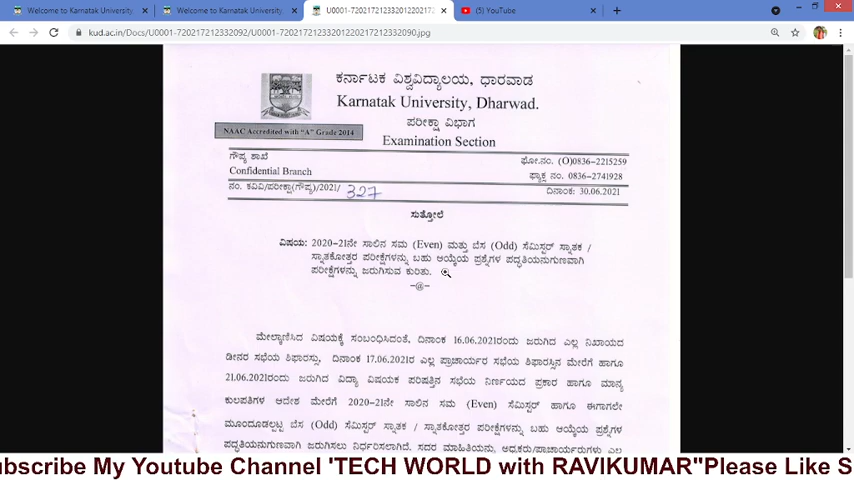 Welcome to Karnatak University
Welcome to Karnatak University
U0001-7202172123320122021
(5) YouTube
kud.ac.in/Docs/U0001-720217212332092/U0001-7202172123320122021721233 2090.jpg
ಕರ್ನಾಟಕ ವಿಶ್ವವಿದ್ಯಾಲಯ, ಧಾರವಾಡ
Karnatak University, Dharwad.
ಪರೀಕ್ಷಾ ವಿಭಾಗ
NAAC Accredited with "A" Grade 2014
Examination Section
ಗೌಪ್ಯ ಶಾಖೆ
ಫೋ.ನಂ. (O)0836-2215259
Confidential Branch
ಫ್ಯಾಕ್ಸ ನಂ. 0836-2741928
ನಂ. ಕವಿವಿ/ಪರೀಕ್ಷಾ(ಗೌಪ್ಯ)/2021/ 327
ದಿನಾಂಕ: 30.06.2021
ಸುತ್ತೋಲೆ
ವಿಷಯ: 2020-21ನೇ ಸಾಲಿನ ಸಮ (Even) ಮತ್ತು ಬೆಸ (Odd) ಸೆಮಿಸ್ಟರ್ ಸ್ನಾತಕ /
ಸ್ನಾತಕೋತ್ತರ ಪರೀಕ್ಷೆಗಳನ್ನು ಬಹು ಆಯ್ಕೆಯ ಪ್ರಶ್ನೆಗಳ ಪದ್ಧತಿಯನುಗುಣವಾಗಿ
ಪರೀಕ್ಷೆಗಳನ್ನು ಜರುಗಿಸುವ ಕುರಿತು.
-@-
ಮೇಲ್ಕಾಣಿಸಿದ ವಿಷಯಕ್ಕೆ ಸಂಬಂಧಿಸಿದಂತೆ, ದಿನಾಂಕ 16.06.2021ರಂದು ಜರುಗಿದ ಎಲ್ಲ ನಿಖಾಯದ
ಡೀನರ ಸಭೆಯ ಶಿಫಾರಸ್ಸು, ದಿನಾಂಕ 17.06.2021ರ ಎಲ್ಲ ಪ್ರಾಚಾರ್ಯರ ಸಭೆಯ ಶಿಫಾರಸ್ಸಿನ ಮೇರೆಗೆ ಹಾಗೂ
21.06.2021ರಂದು ಜರುಗಿದ ವಿದ್ಯಾ ವಿಷಯಕ ಪರಿಷತ್ತಿನ ಸಭೆಯ ನಿರ್ಣಯದ ಪ್ರಕಾರ ಹಾಗೂ ಮಾನ್ಯ
ಕುಲಪತಿಗಳ ಆದೇಶ ಮೇರೆಗೆ 2020-21ನೇ ಸಾಲಿನ ಸಮ (Even) ಸೆಮಿಸ್ಟರ್ ಹಾಗೂ ಈಗಾಗಲೇ
ಮುಂದೂಡಲ್ಪಟ್ಟ ಬೆಸ (Odd) ಸೆಮಿಸ್ಟರ್ ಸ್ನಾತಕ / ಸ್ನಾತಕೋತ್ತರ ಪರೀಕ್ಷೆಗಳನ್ನು ಬಹು ಆಯ್ಕೆಯ ಪ್ರಶ್ನೆಗಳ
ಪದ್ಧತಿಯನುಗುಣವಾಗಿ ಜರುಗಿಸಲು ನಿರ್ಧರಿಸಲಾಗಿದೆ. ಸದರ ಮಾಹಿತಿಯನ್ನು ಅಧ್ಯಕ್ಷರು/ಪ್ರಾಚಾರ್ಯರುಗಳು ಎಲ್ಲ
ubscribe My Youtube Channel 'TECH WORLD with RAVIKUMAR"Please Like S